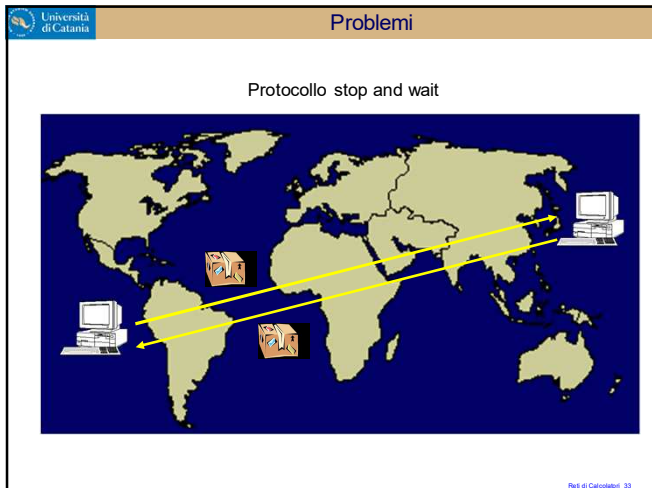 Università
di Catania
Problemi
Protocollo stop and wait
Reti di Calcolatori 33